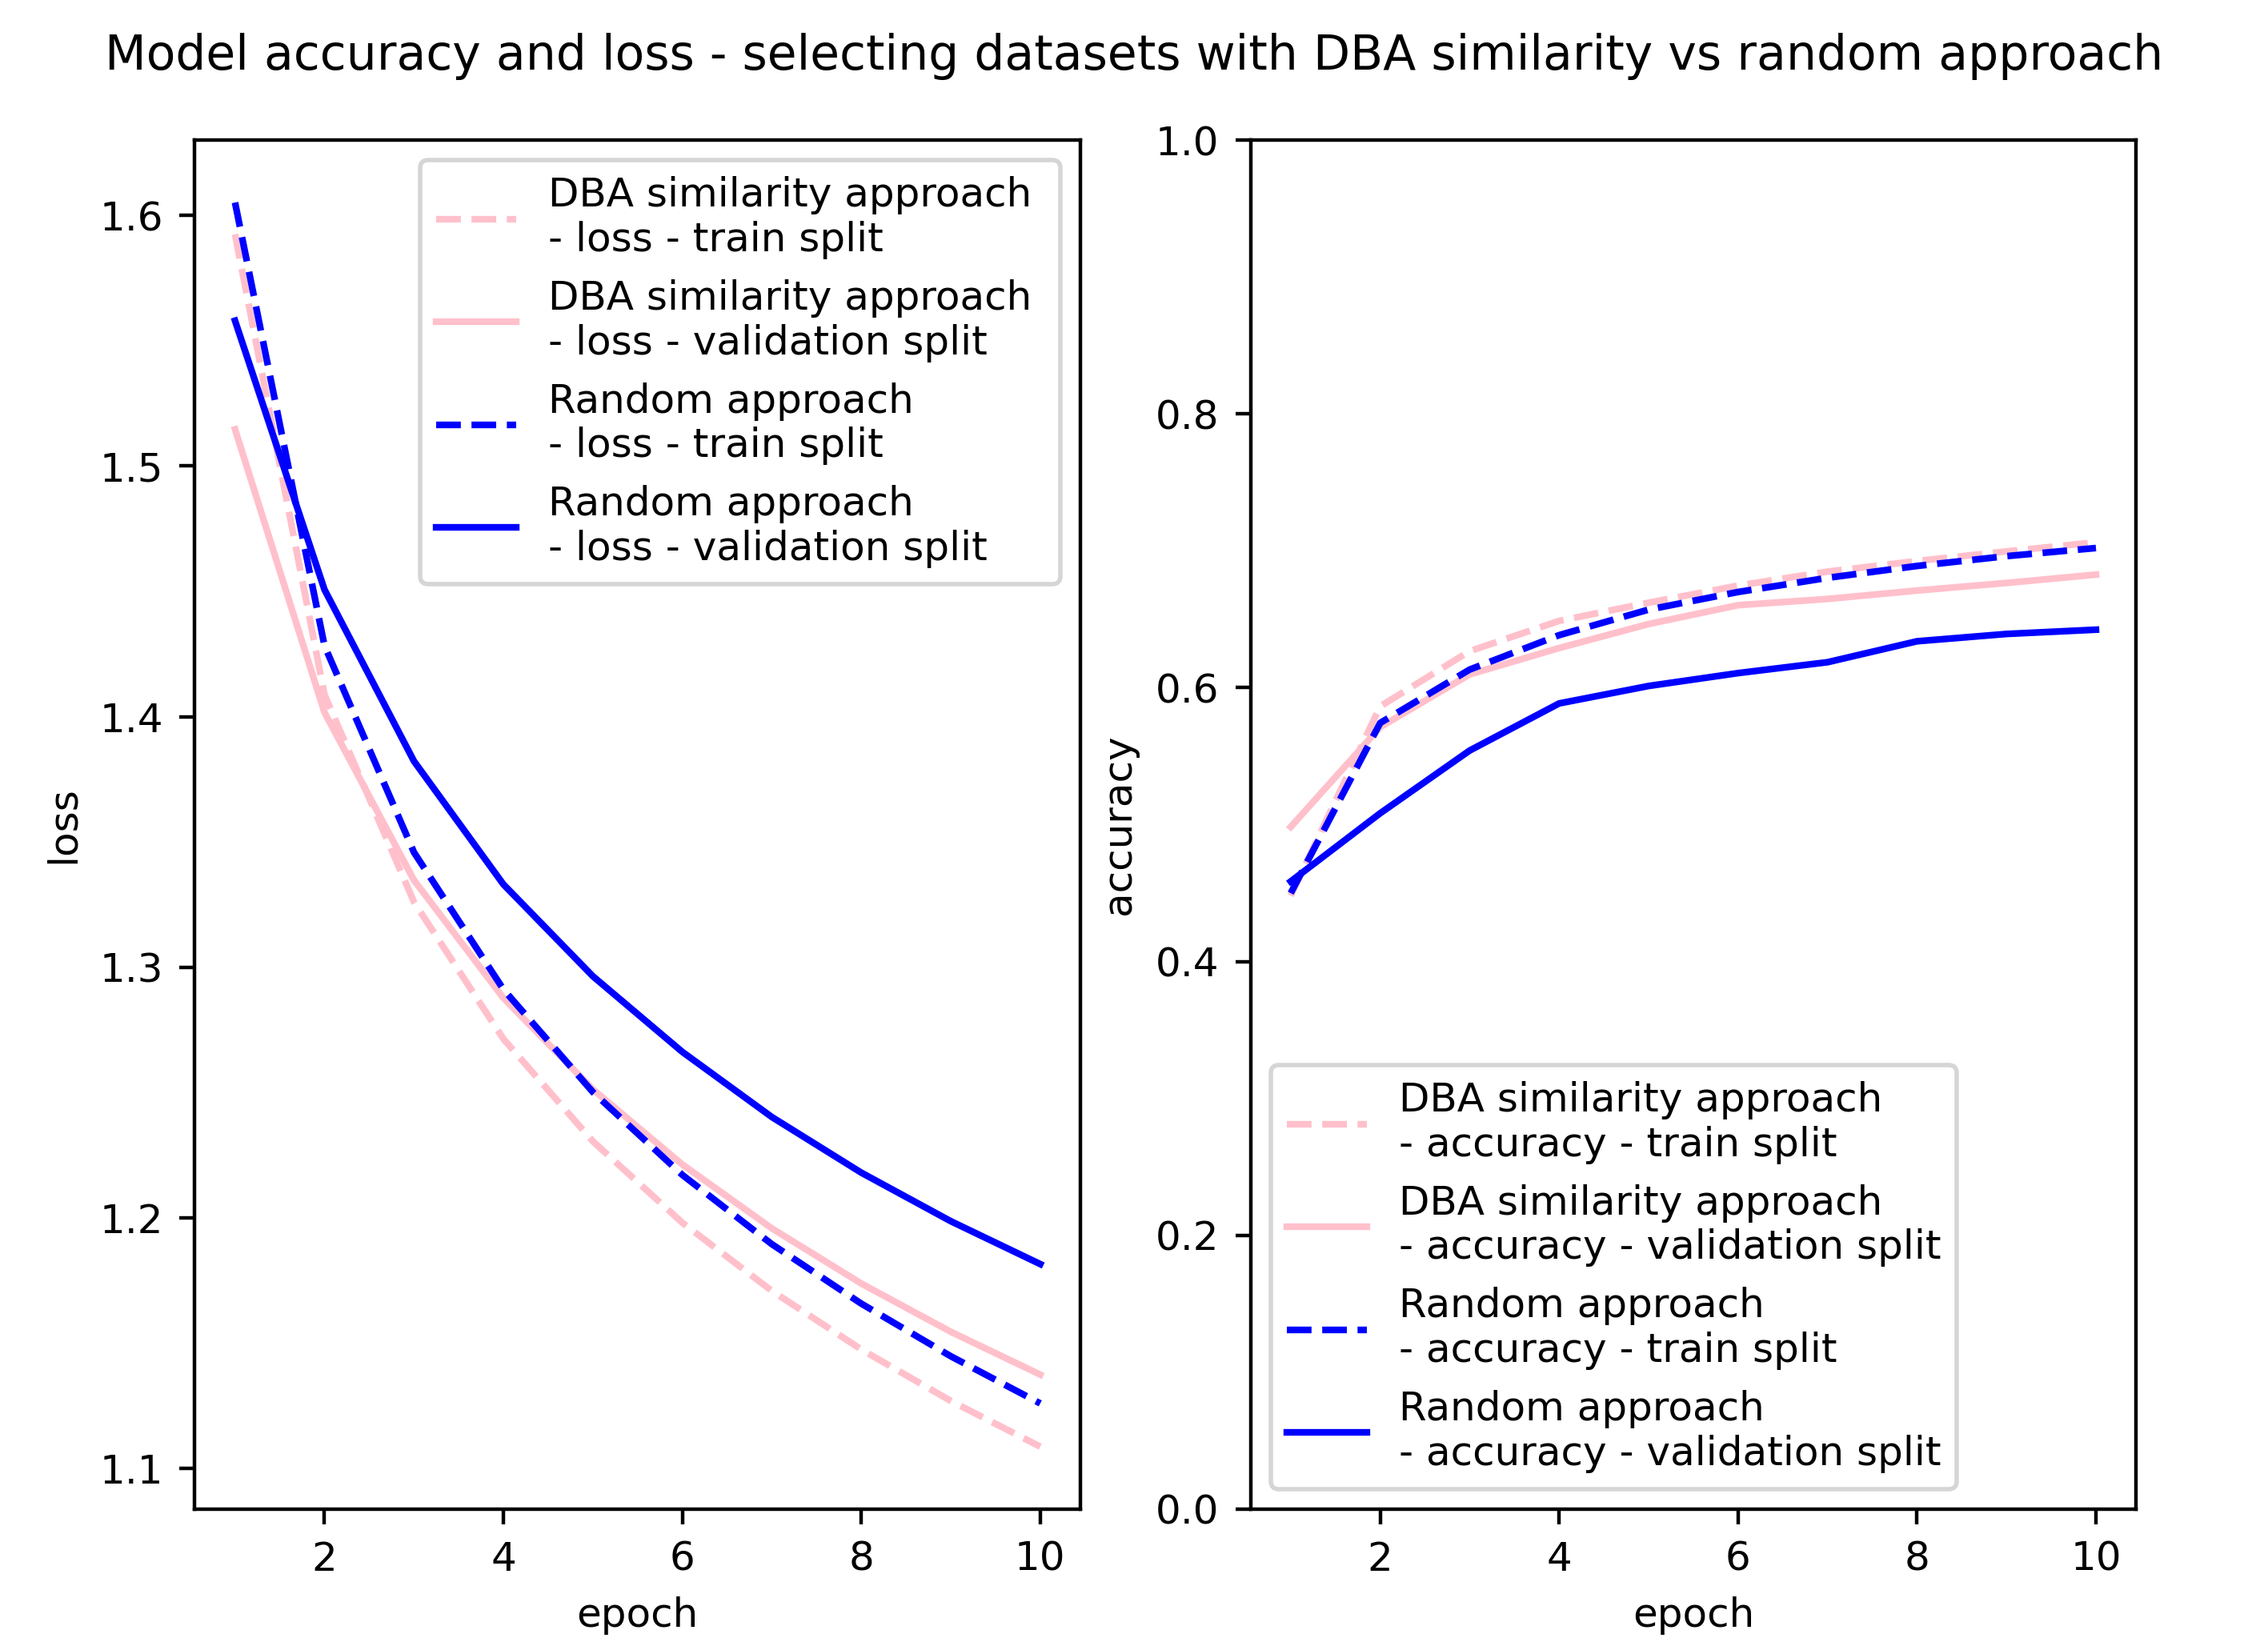 Model accuracy and loss - selecting datasets with DBA similarity vs random approach
1.6
1.5
1.4
1.3
1.2
1.1
loss
2 4 6 8 10
epoch
DBA similarity approach
- loss - train split
DBA similarity approach
- loss - validation split
Random approach
- loss - train split
Random approach
- loss - validation split
1.0
0.8
0.6
0.4
0.2
0.0
accuracy
2 4 6 8 10
epoch
DBA similarity approach
- accuracy - train split
DBA similarity approach
- accuracy - validation split
Random approach
- accuracy - train split
Random approach
- accuracy - validation split